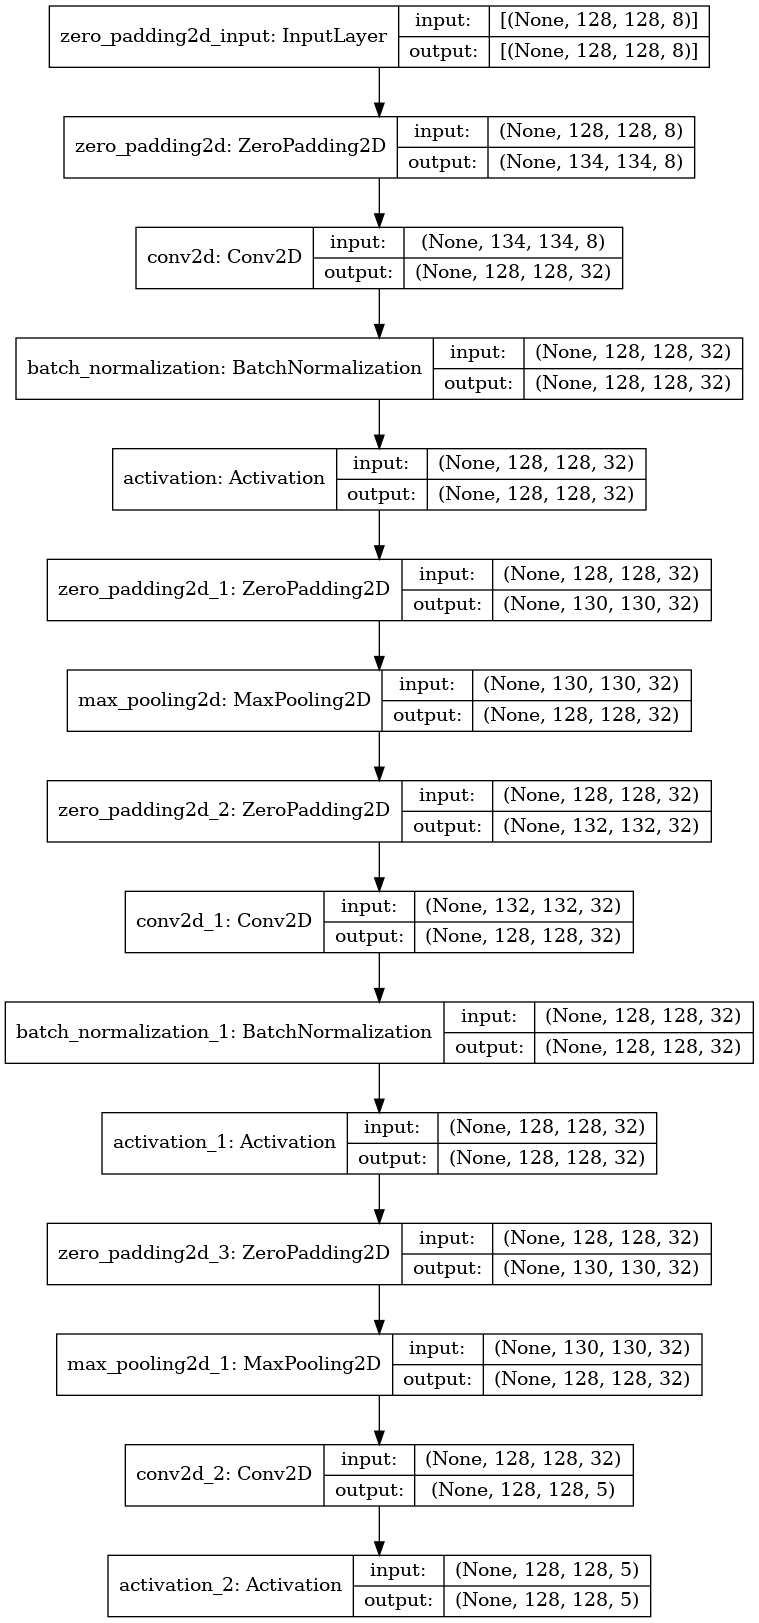 zero_padding2d_input: InputLayer
input:
[(None, 128, 128, 8)]
output:
[(None, 128, 128, 8)]
zero_padding2d: ZeroPadding2D
input:
(None, 128, 128, 8)
output:
(None, 134, 134, 8)
conv2d: Conv2D
input:
(None, 134, 134, 8)
output:
(None, 128, 128, 32)
batch_normalization: BatchNormalization
input:
(None, 128, 128, 32)
output:
(None, 128, 128, 32)
activation: Activation
input:
(None, 128, 128, 32)
output:
(None, 128, 128, 32)
zero_padding2d_1: ZeroPadding2D
input:
(None, 128, 128, 32)
output:
(None, 130, 130, 32)
max_pooling2d: MaxPooling2D
input:
(None, 130, 130, 32)
output:
(None, 128, 128, 32)
zero_padding2d_2: ZeroPadding2D
input:
(None, 128, 128, 32)
output:
(None, 132, 132, 32)
conv2d_1: Conv2D
input:
(None, 132, 132, 32)
output:
(None, 128, 128, 32)
batch_normalization_1: BatchNormalization
input:
(None, 128, 128, 32)
output:
(None, 128, 128, 32)
activation_1: Activation
input:
(None, 128, 128, 32)
output:
(None, 128, 128, 32)
zero_padding2d_3: ZeroPadding2D
input:
(None, 128, 128, 32)
output:
(None, 130, 130, 32)
max_pooling2d_1: MaxPooling2D
input:
(None, 130, 130, 32)
output:
(None, 128, 128, 32)
conv2d_2: Conv2D
input:
(None, 128, 128, 32)
output:
(None, 128, 128, 5)
activation_2: Activation
input:
(None, 128, 128, 5)
output:
(None, 128, 128, 5)